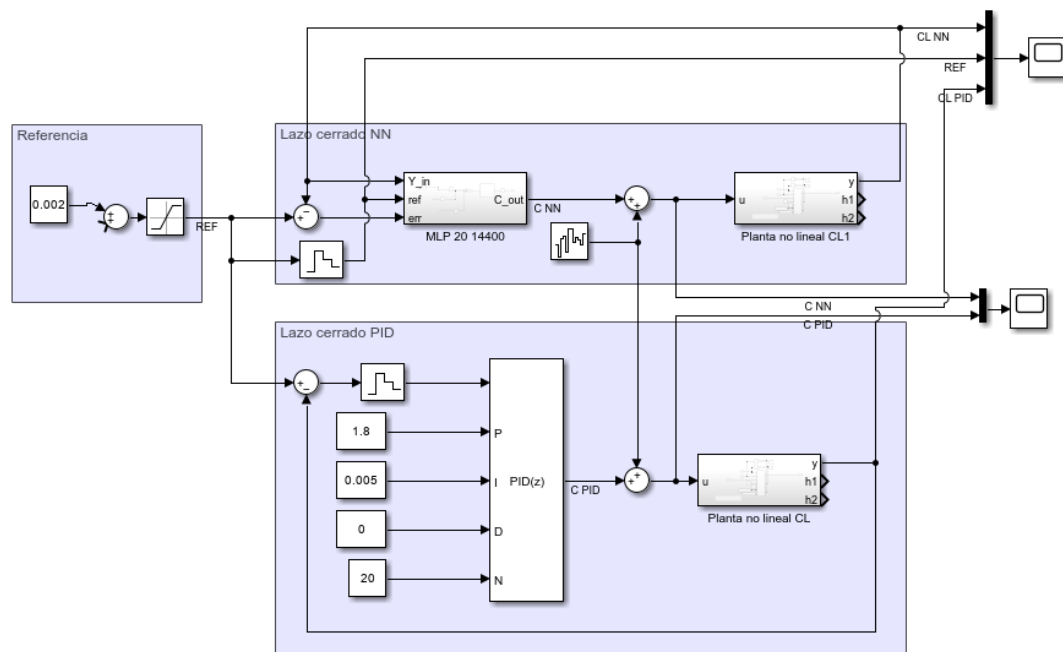 CL NN
REF
CL PID
Referencia
0.002
REF
Lazo cerrado NN
Y_in
ref
err
C_out
MLP 20 14400
C NN
u
y
h1
h2
Planta no lineal CL1
C NN
C PID
Lazo cerrado PID
1.8
0.005
0
20
P
I
D
N
PID(z)
C PID
u
y
h1
h2
Planta no lineal CL